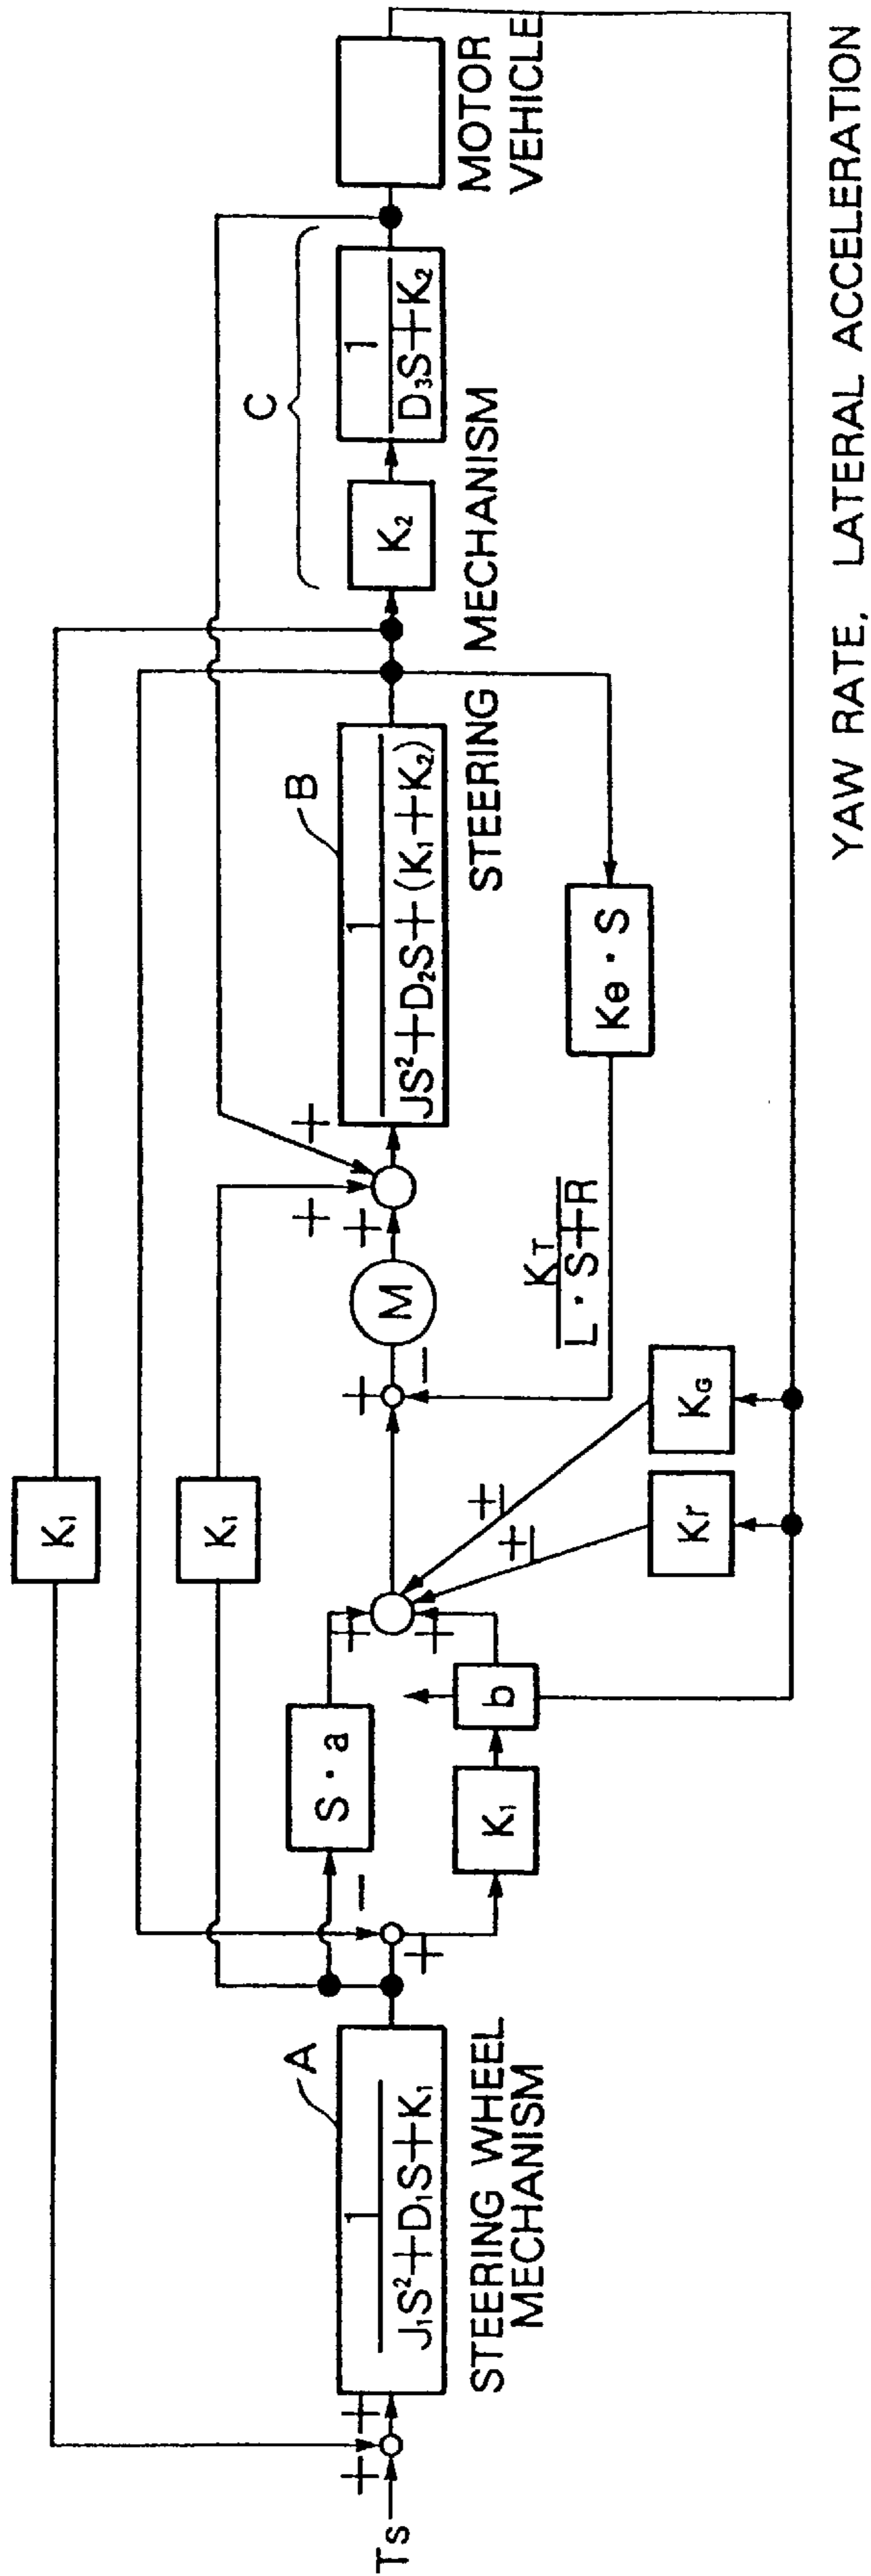 Ts
+
+
1
J₁S²+D₁S+K₁
A
STEERING WHEEL
MECHANISM
K₁
K₁
+
−
S・a
K₁
b
+
+
±
±
Kr
KG
+
−
M
KT
L・S+R
Ke・S
+
+
+
1
JS²+D₂S+(K₁+K₂)
B
STEERING MECHANISM
K₂
1
D₃S+K₂
C
MOTOR
VEHICLE
YAW RATE, LATERAL ACCELERATION